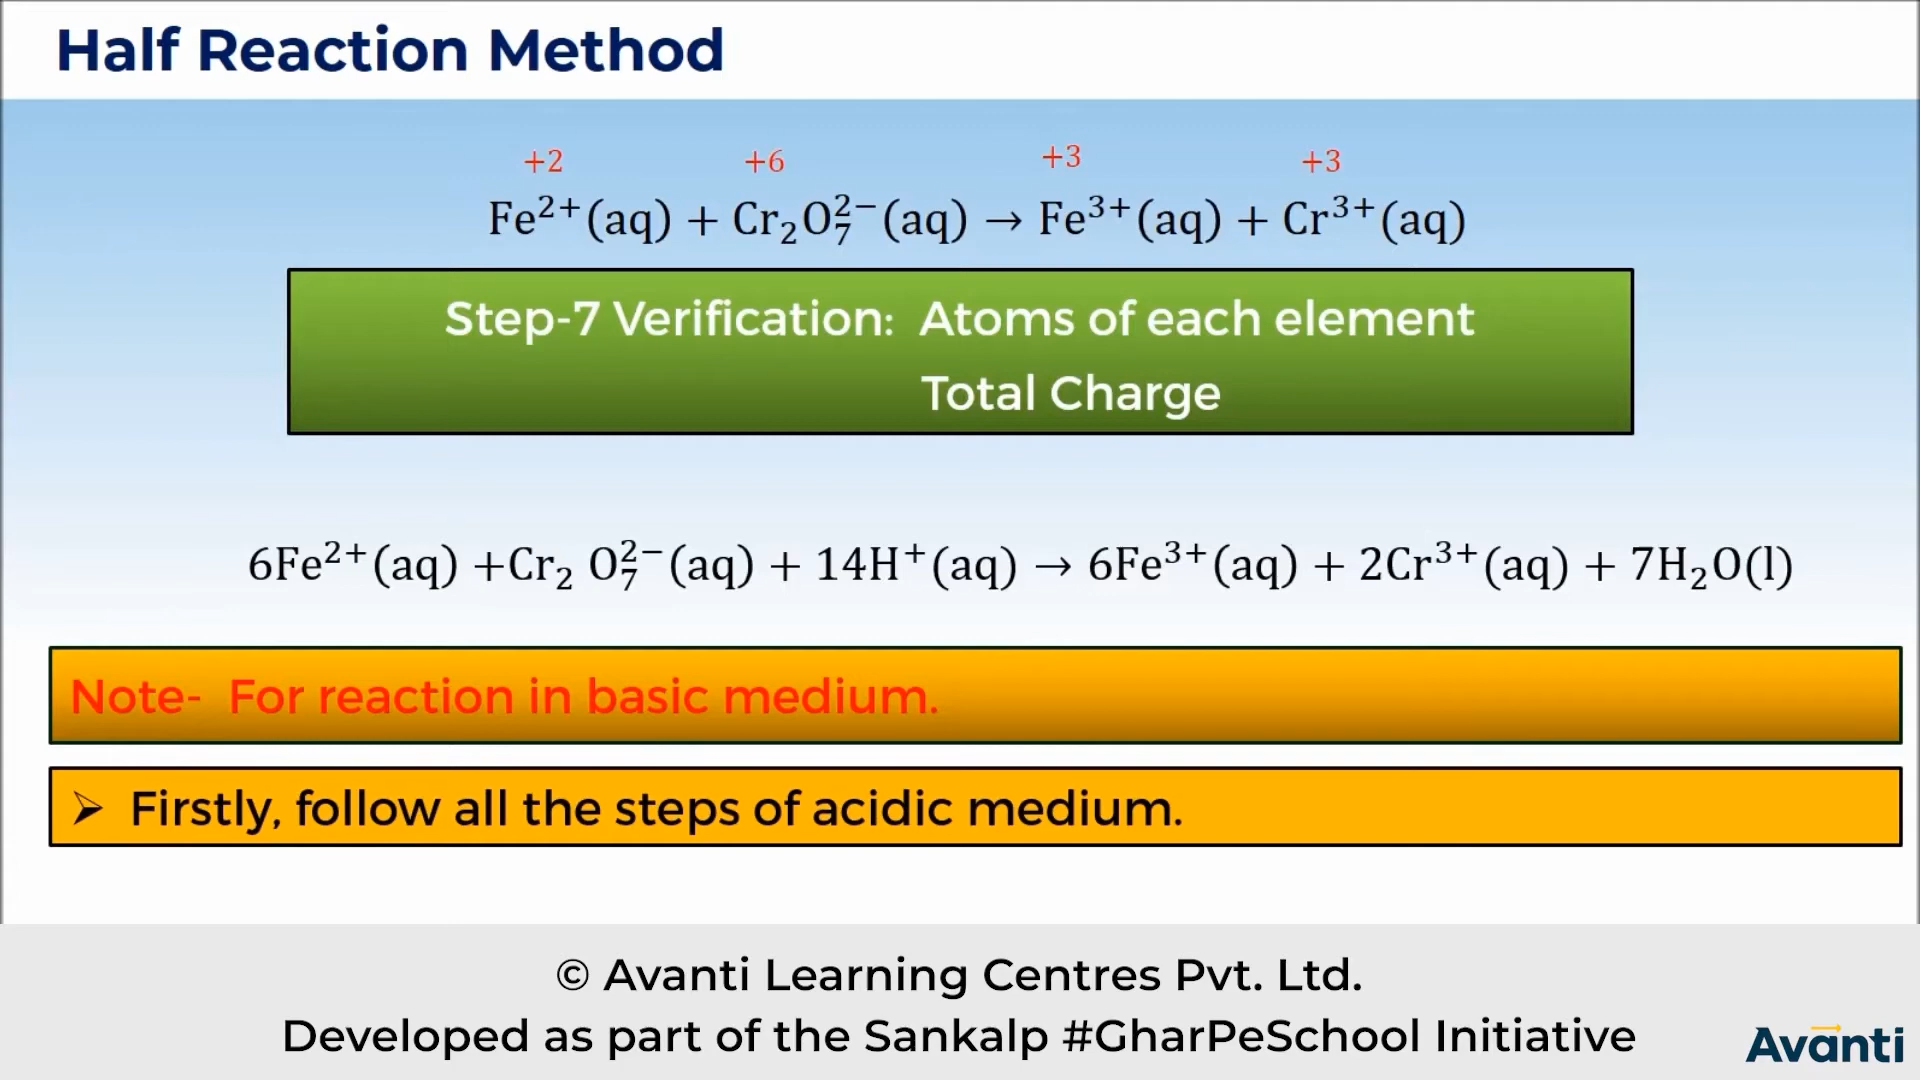 Half Reaction Method
+2 +6 +3 +3
Fe²⁺(aq) + Cr₂O₇²⁻(aq) → Fe³⁺(aq) + Cr³⁺(aq)
Step-7 Verification: Atoms of each element
Total Charge
6Fe²⁺(aq) +Cr₂ O₇²⁻(aq) + 14H⁺(aq) → 6Fe³⁺(aq) + 2Cr³⁺(aq) + 7H₂O(l)
Note- For reaction in basic medium.
➢ Firstly, follow all the steps of acidic medium.
© Avanti Learning Centres Pvt. Ltd.
Developed as part of the Sankalp #GharPeSchool Initiative
Avanti